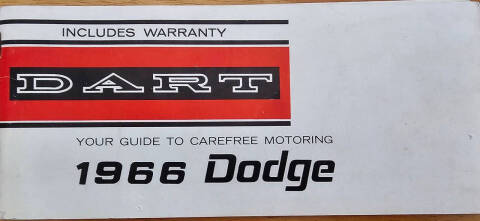 INCLUDES WARRANTY
DART
YOUR GUIDE TO CAREFREE MOTORING
1966 Dodge